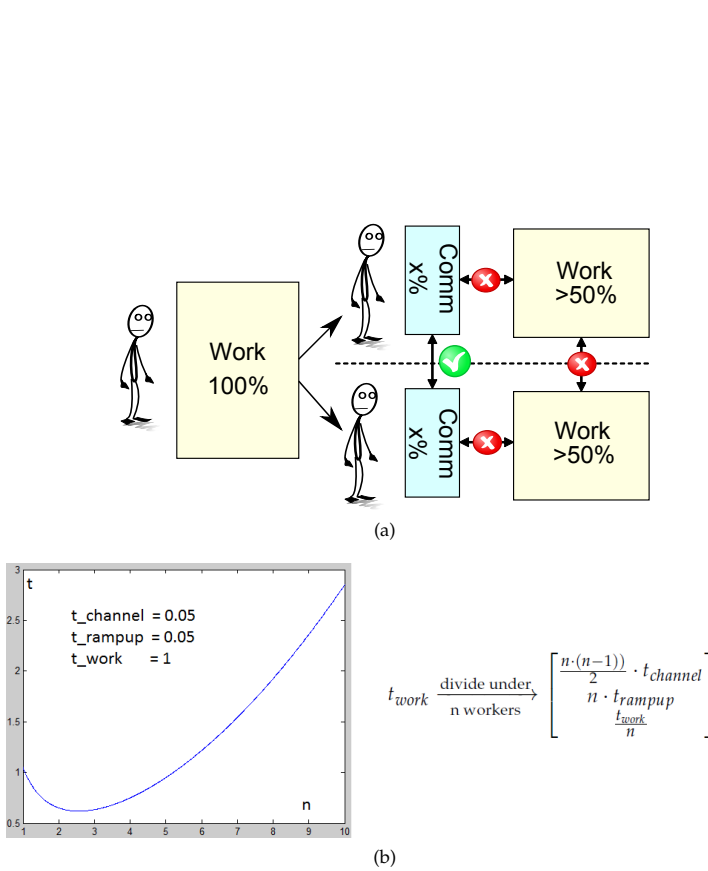 Work
100%
Comm
x%
Work
>50%
Comm
x%
Work
>50%
(a)
t
t_channel = 0.05
t_rampup = 0.05
t_work = 1
n
3
2.5
2
1.5
1
0.5
1 2 3 4 5 6 7 8 9 10
t_work divide under n workers
n·(n−1))/2 · t_channel
n · t_rampup
t_work/n
(b)